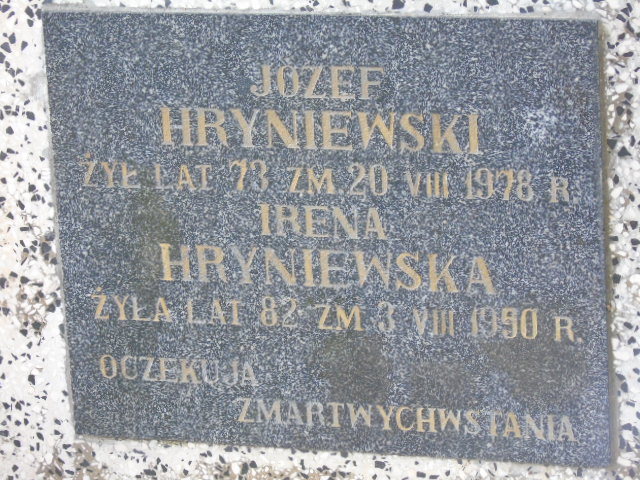 JÓZEF
HRYNIEWSKI
ŻYŁ LAT 73 ZM. 20 VIII 1978 R.
IRENA
HRYNIEWSKA
ŻYŁA LAT 82 ZM 3 VIII 1990 R.
OCZEKUJĄ
ZMARTWYCHWSTANIA